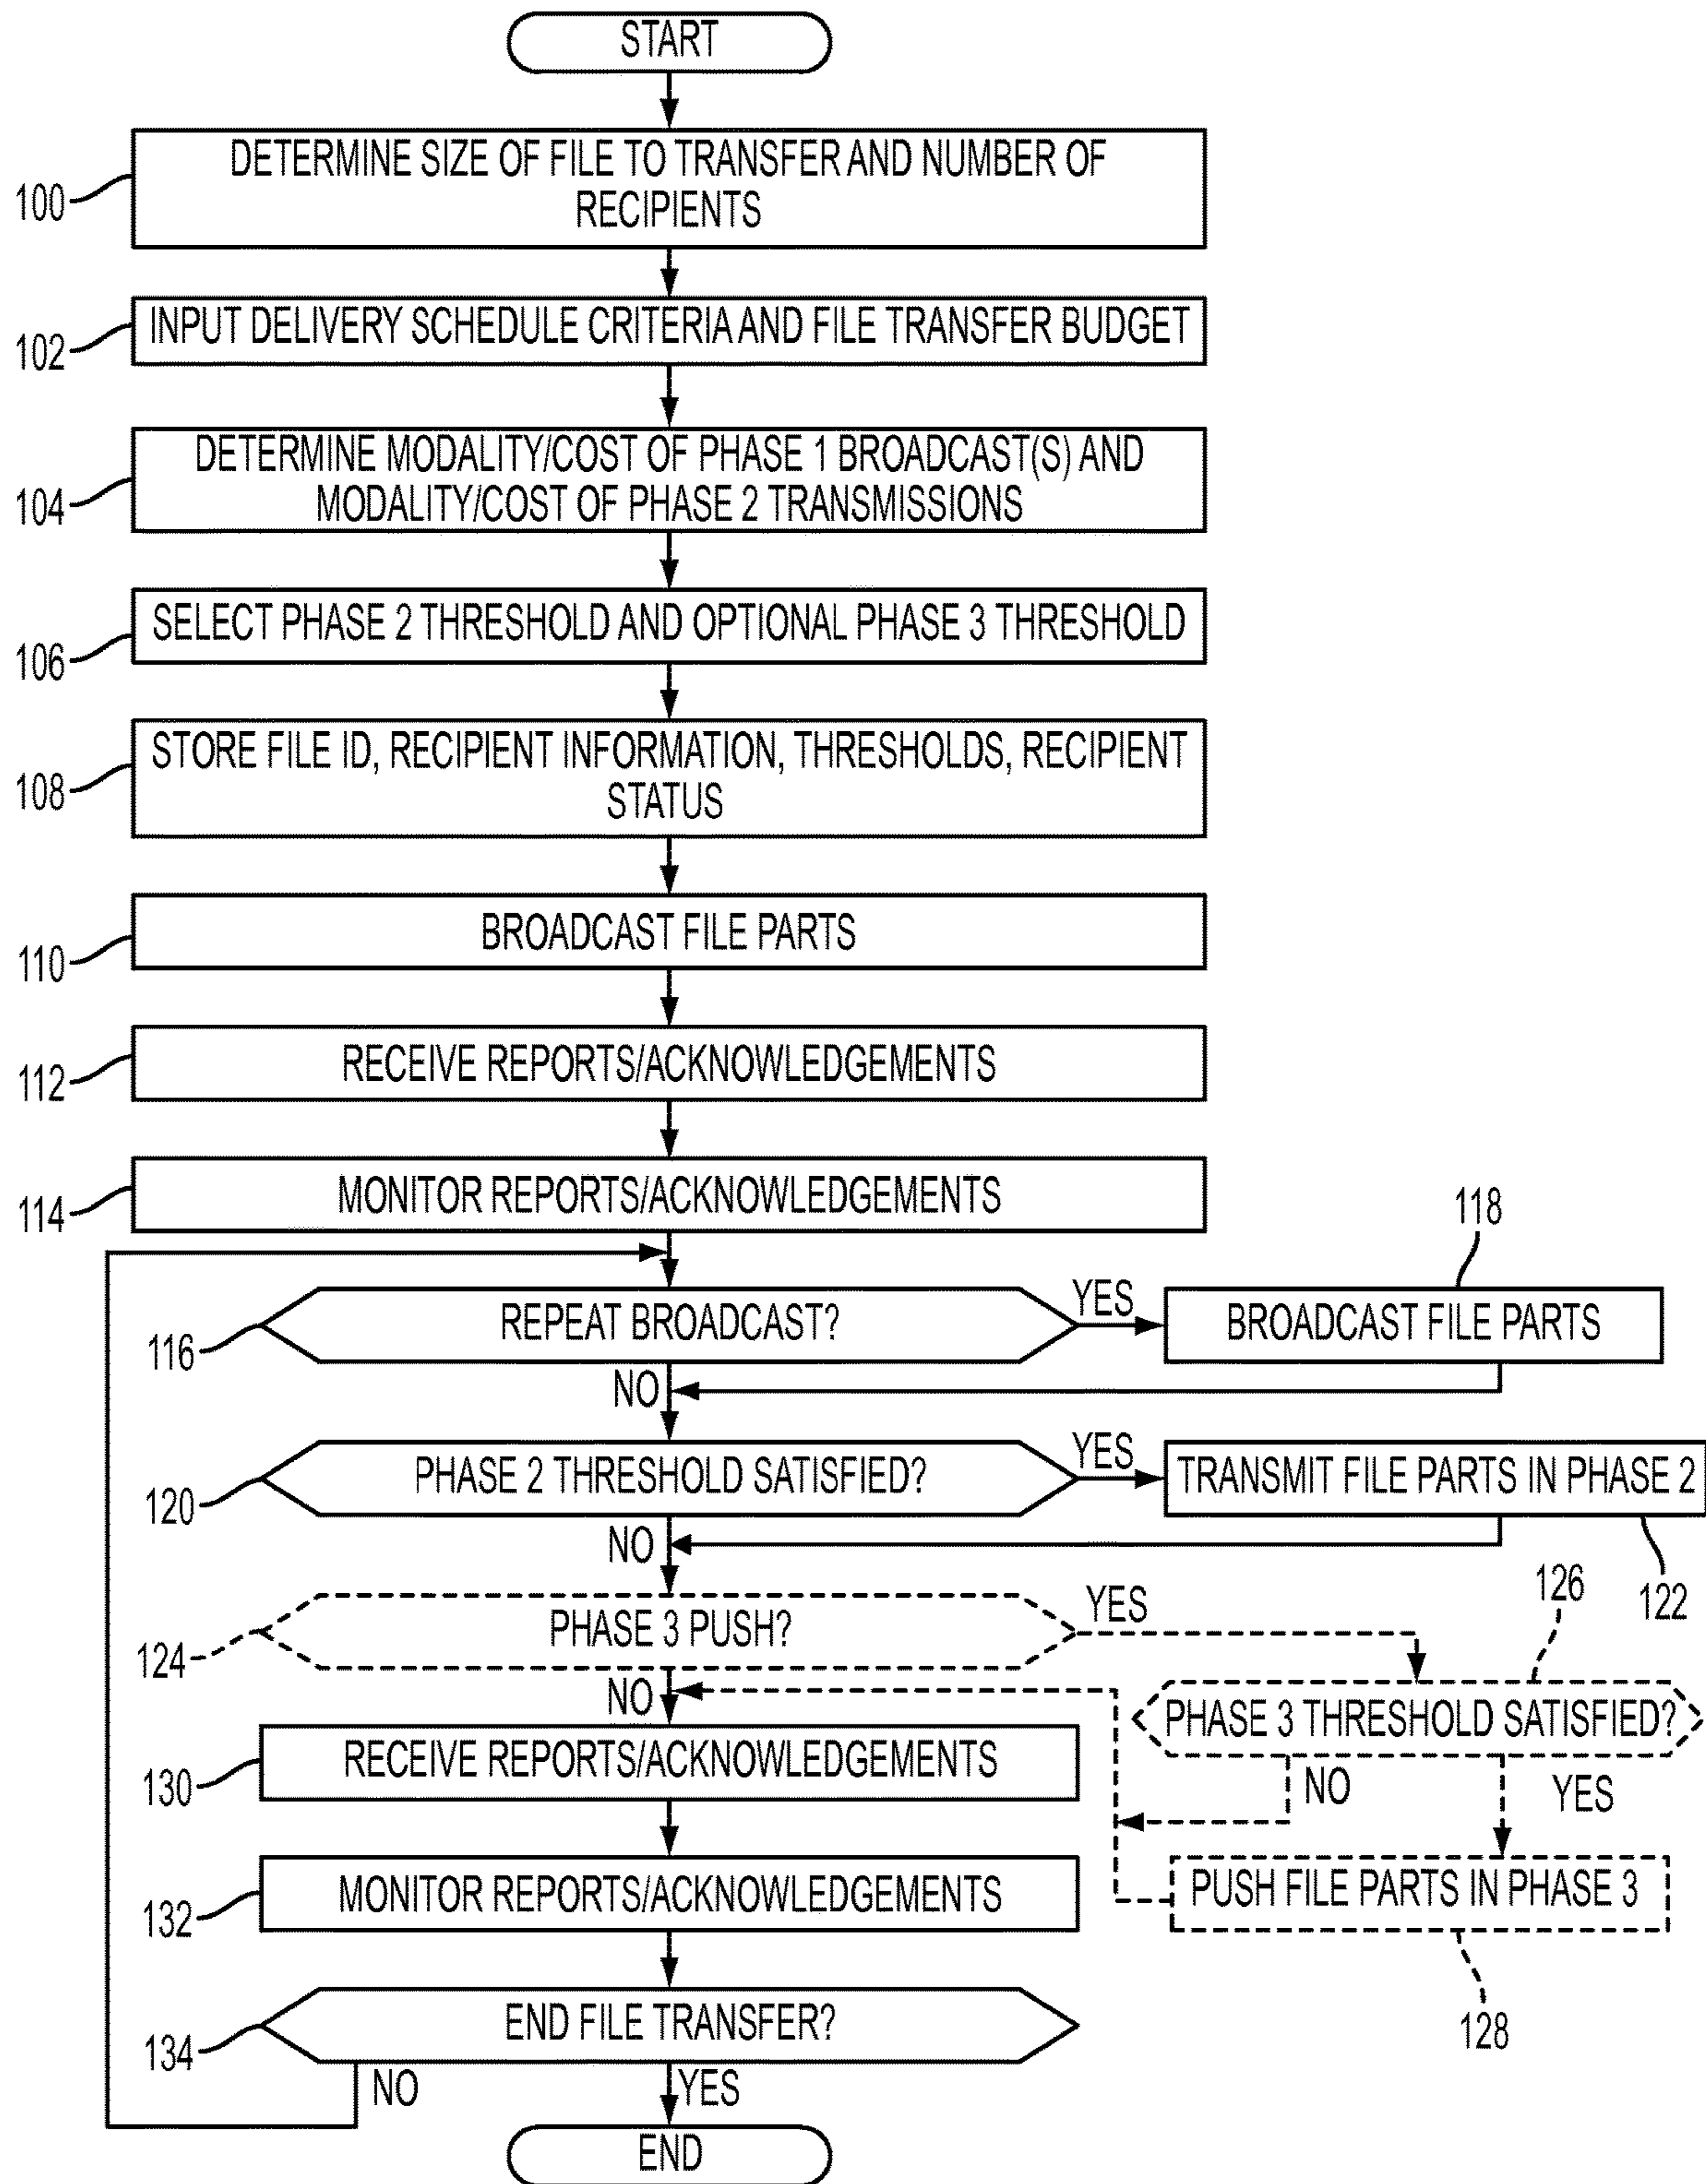 START
DETERMINE SIZE OF FILE TO TRANSFER AND NUMBER OF
RECIPIENTS
100
INPUT DELIVERY SCHEDULE CRITERIA AND FILE TRANSFER BUDGET
102
DETERMINE MODALITY/COST OF PHASE 1 BROADCAST(S) AND
MODALITY/COST OF PHASE 2 TRANSMISSIONS
104
SELECT PHASE 2 THRESHOLD AND OPTIONAL PHASE 3 THRESHOLD
106
STORE FILE ID, RECIPIENT INFORMATION, THRESHOLDS, RECIPIENT
STATUS
108
BROADCAST FILE PARTS
110
RECEIVE REPORTS/ACKNOWLEDGEMENTS
112
MONITOR REPORTS/ACKNOWLEDGEMENTS
114
118
REPEAT BROADCAST?
YES
BROADCAST FILE PARTS
116
NO
PHASE 2 THRESHOLD SATISFIED?
YES
TRANSMIT FILE PARTS IN PHASE 2
120
NO
126
122
PHASE 3 PUSH?
YES
124
NO
PHASE 3 THRESHOLD SATISFIED?
RECEIVE REPORTS/ACKNOWLEDGEMENTS
130
NO
YES
MONITOR REPORTS/ACKNOWLEDGEMENTS
132
PUSH FILE PARTS IN PHASE 3
128
END FILE TRANSFER?
134
NO
YES
END